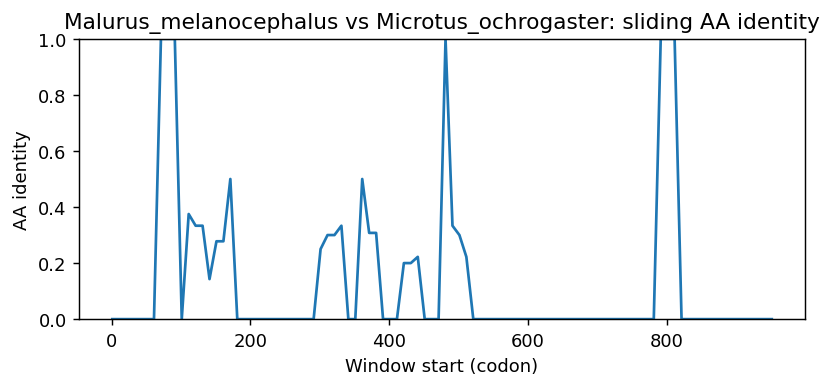 Malurus_melanocephalus vs Microtus_ochrogaster: sliding AA identity
1.0
0.8
0.6
0.4
0.2
0.0
AA identity
0 200 400 600 800
Window start (codon)